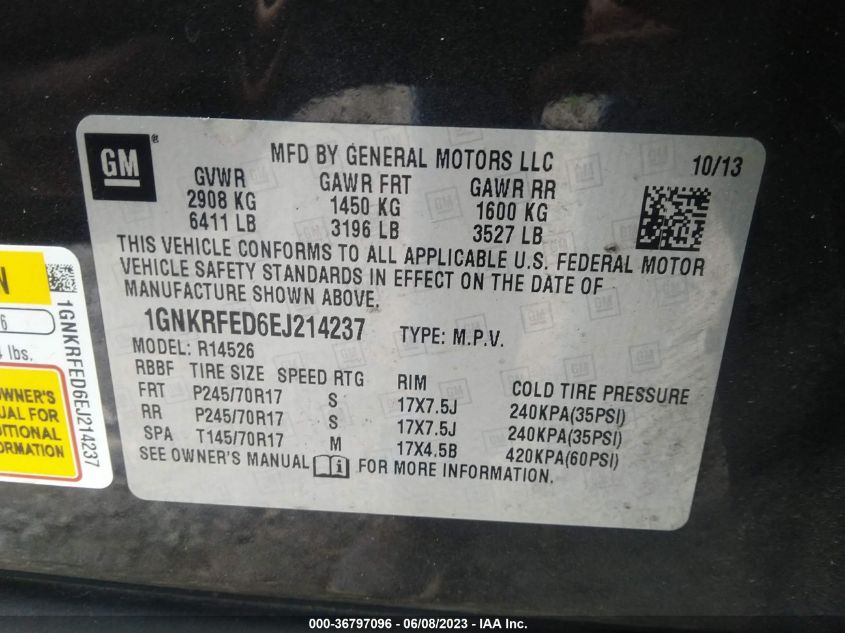 GM
®
MFD BY GENERAL MOTORS LLC
10/13
GVWR GAWR FRT GAWR RR
2908 KG 1450 KG 1600 KG
6411 LB 3196 LB 3527 LB
THIS VEHICLE CONFORMS TO ALL APPLICABLE U.S. FEDERAL MOTOR
VEHICLE SAFETY STANDARDS IN EFFECT ON THE DATE OF
MANUFACTURE SHOWN ABOVE.
1GNKRFED6EJ214237 TYPE: M.P.V.
MODEL: R14526
RBBF TIRE SIZE SPEED RTG RIM COLD TIRE PRESSURE
FRT P245/70R17 S 17X7.5J 240KPA(35PSI)
RR P245/70R17 S 17X7.5J 240KPA(35PSI)
SPA T145/70R17 M 17X4.5B 420KPA(60PSI)
SEE OWNER'S MANUAL i FOR MORE INFORMATION.
N
6
lbs.
OWNER'S
FOR
1GNKRFED6EJ214237
000-36797096 - 06/08/2023 - IAA Inc.